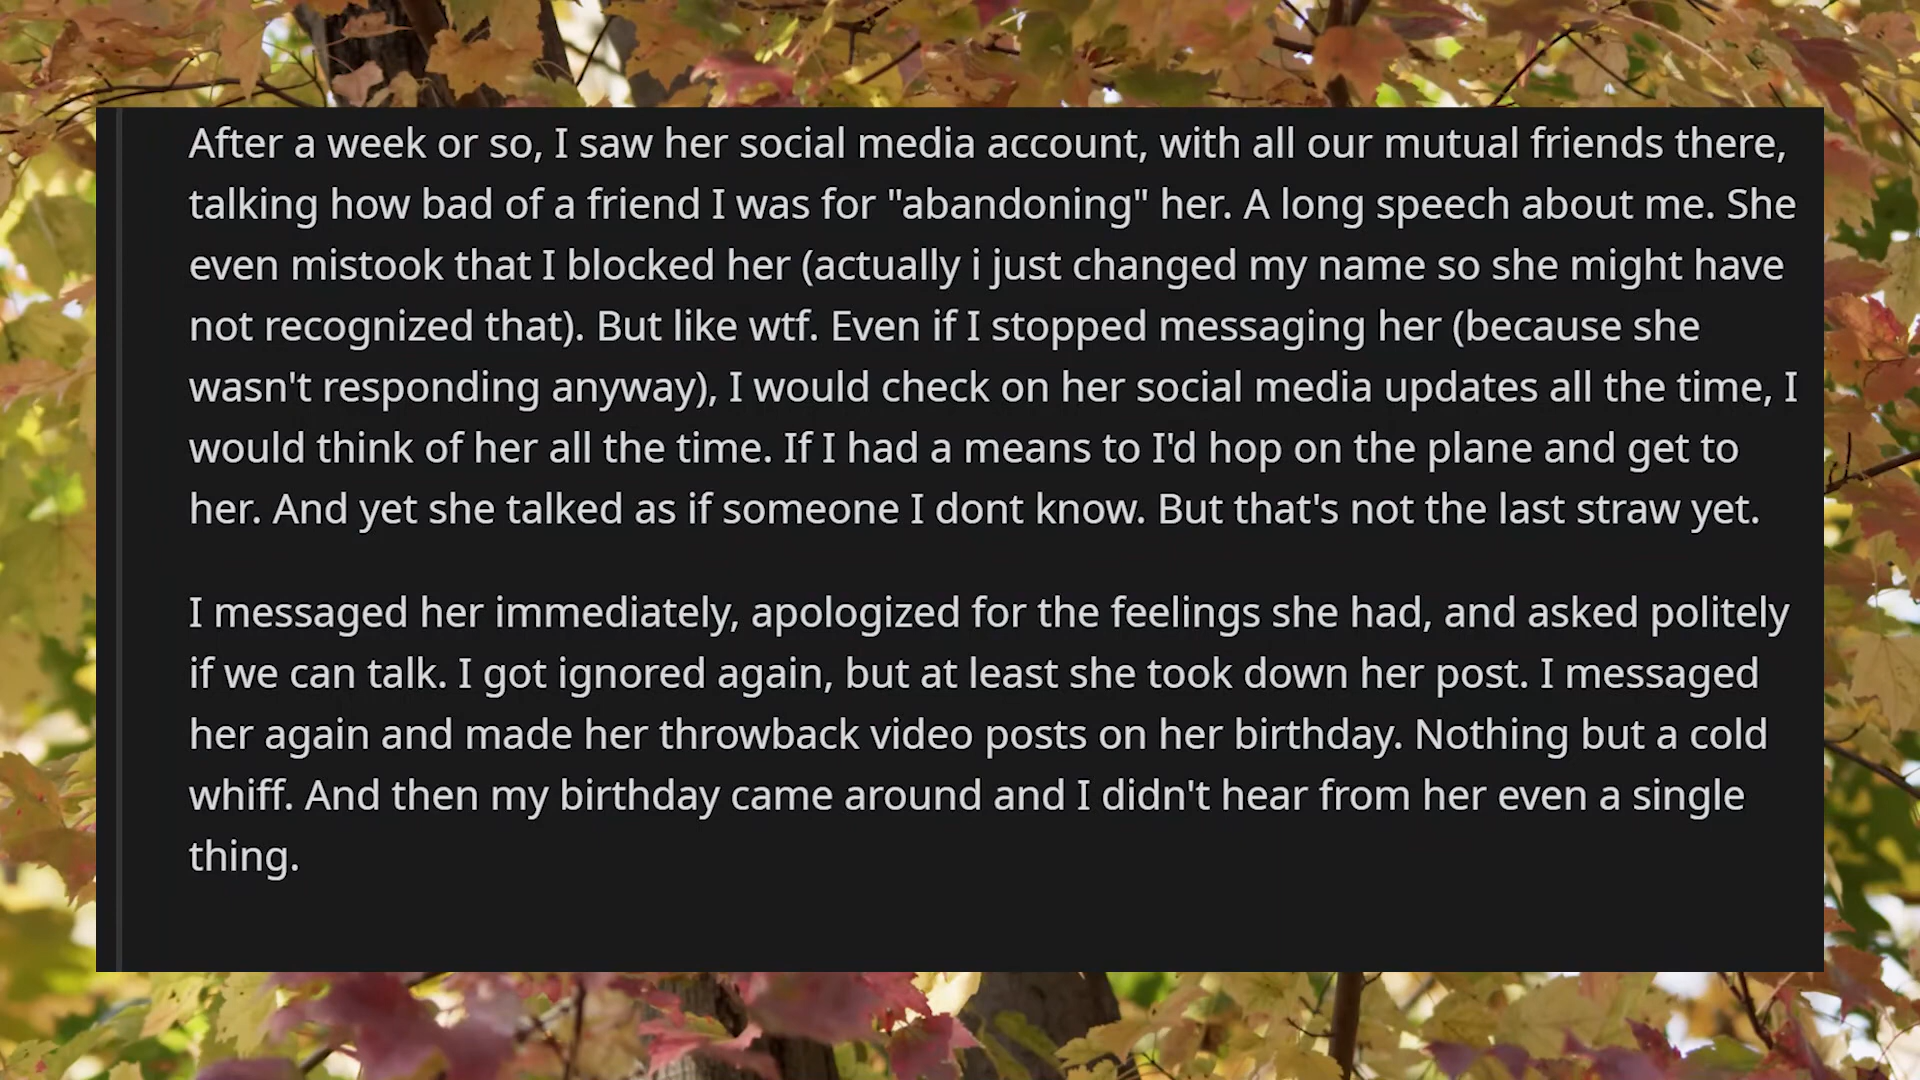 After a week or so, I saw her social media account, with all our mutual friends there,
talking how bad of a friend I was for "abandoning" her. A long speech about me. She
even mistook that I blocked her (actually i just changed my name so she might have
not recognized that). But like wtf. Even if I stopped messaging her (because she
wasn't responding anyway), I would check on her social media updates all the time, I
would think of her all the time. If I had a means to I'd hop on the plane and get to
her. And yet she talked as if someone I dont know. But that's not the last straw yet.
I messaged her immediately, apologized for the feelings she had, and asked politely
if we can talk. I got ignored again, but at least she took down her post. I messaged
her again and made her throwback video posts on her birthday. Nothing but a cold
whiff. And then my birthday came around and I didn't hear from her even a single
thing.